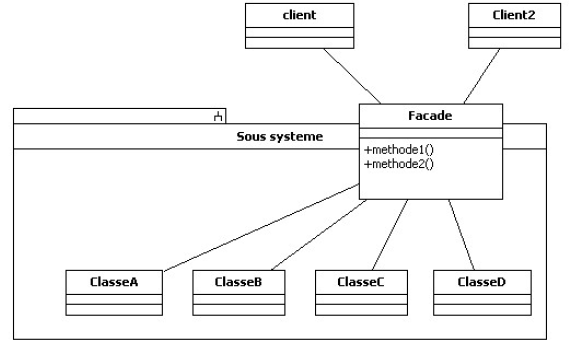 client
Client2
Facade
Sous systeme
+methode1()
+methode2()
ClasseA
ClasseB
ClasseC
ClasseD